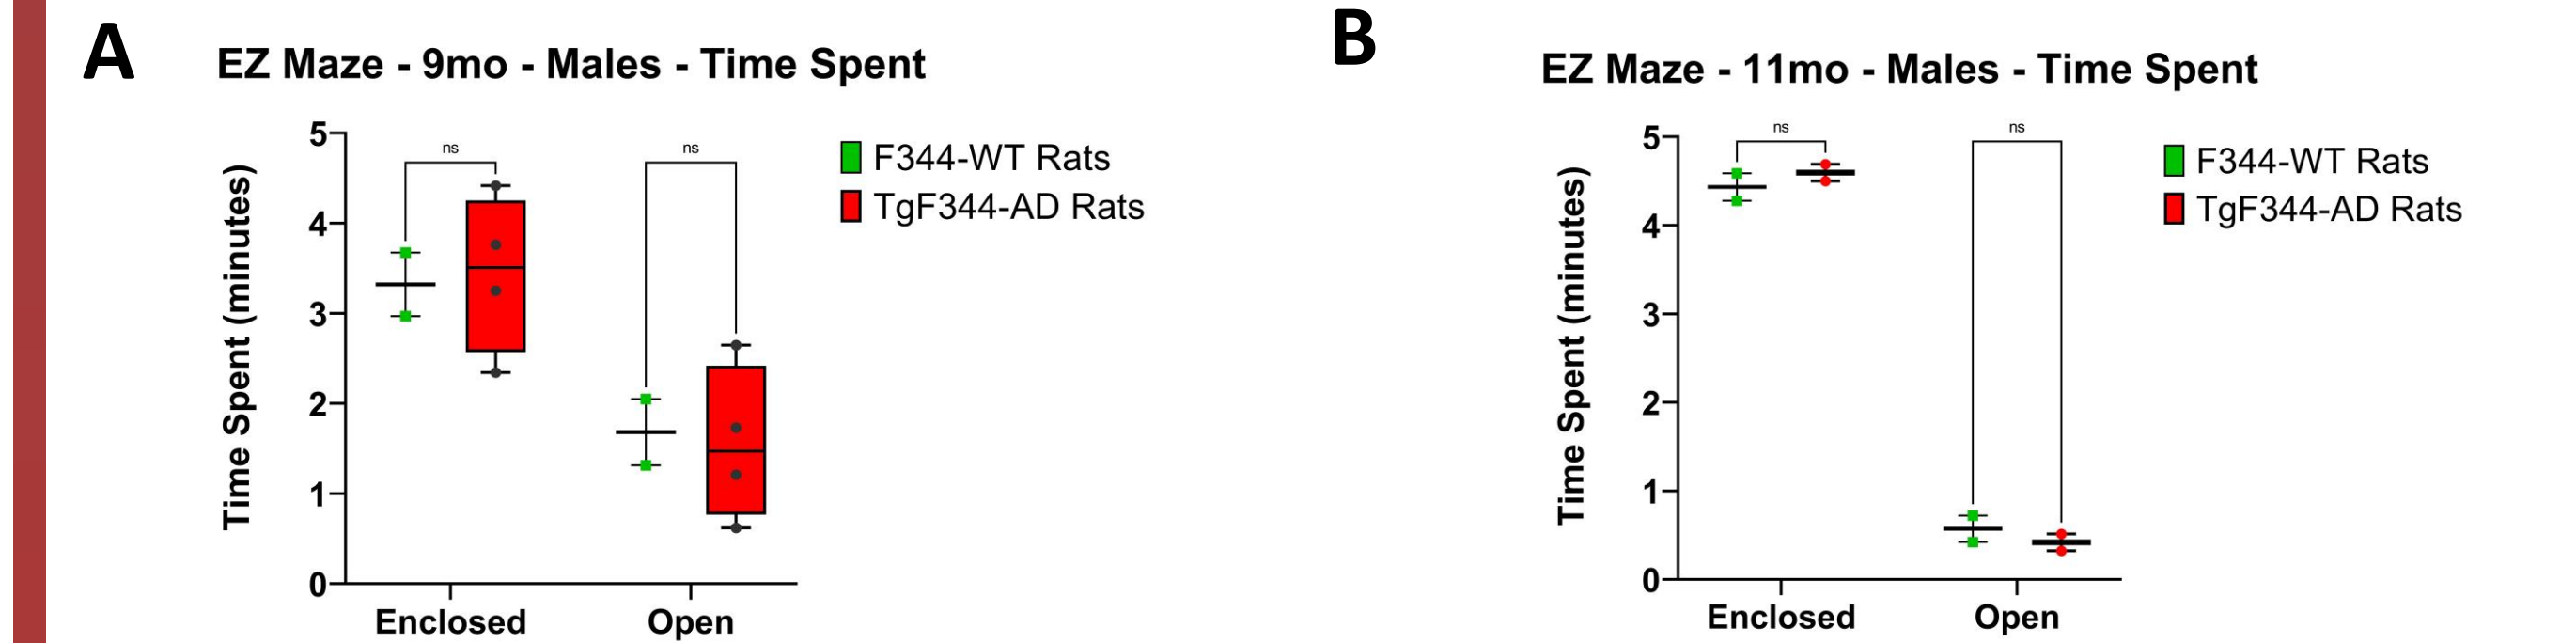 A
EZ Maze - 9mo - Males - Time Spent
Time Spent (minutes)
5
4
3
2
1
0
ns
ns
Enclosed
Open
F344-WT Rats
TgF344-AD Rats
B
EZ Maze - 11mo - Males - Time Spent
Time Spent (minutes)
5
4
3
2
1
0
ns
ns
Enclosed
Open
F344-WT Rats
TgF344-AD Rats